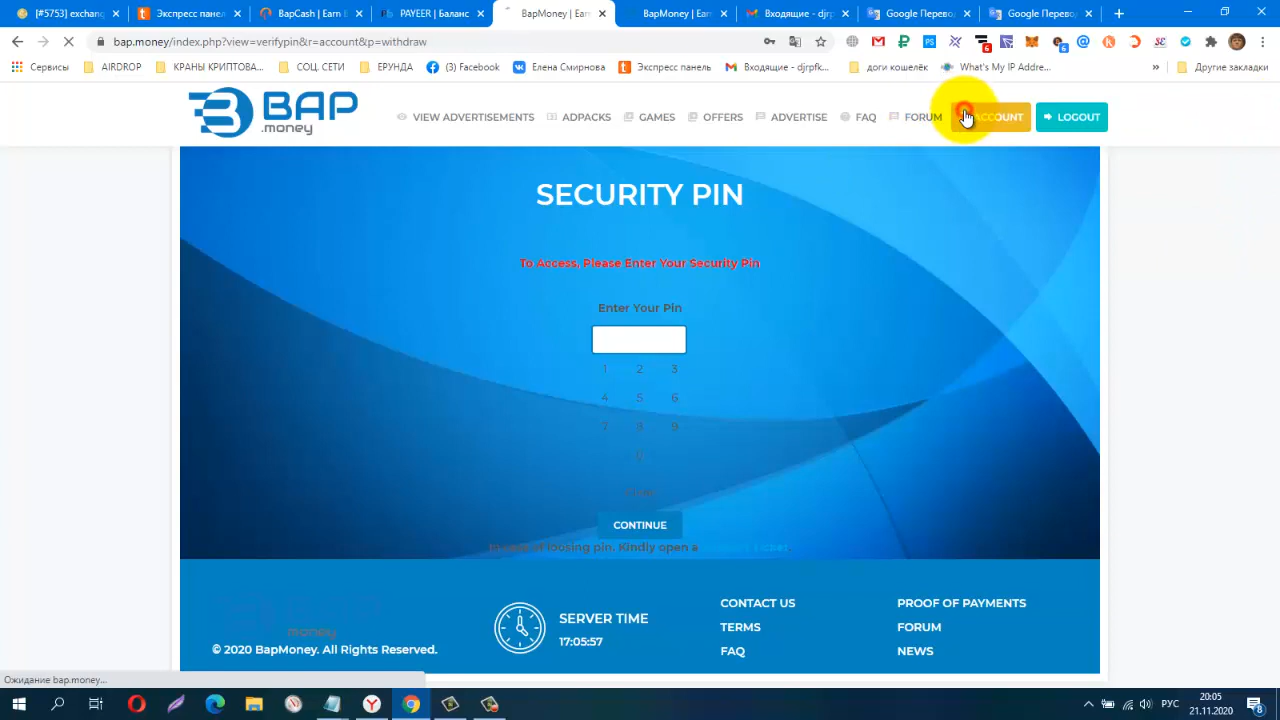 [#5753] exchang
Экспресс панел
BapCash | Earn B
PAYEER | Баланс
BapMoney | Earn
BapMoney | Earn
Входящие - djrp
Google Перевод
Google Перевод
bap.money/index.php?view=verifypin&r=account&p=withdraw
Сервисы
AIRDROP
КРАНЫ КРИПТОВА...
СОЦ. СЕТИ
ЕРУНДА
(3) Facebook
Елена Смирнова
Экспресс панель
Входящие - djrpfk...
доги кошелёк
What's My IP Addre...
»
Другие закладки
BAP
.money
VIEW ADVERTISEMENTS
ADPACKS
GAMES
OFFERS
ADVERTISE
FAQ
FORUM
ACCOUNT
LOGOUT
SECURITY PIN
To Access, Please Enter Your Security Pin
Enter Your Pin
1 2 3
4 5 6
7 8 9
0
CONTINUE
loosing pin. Kindly open a
money
© 2020 BapMoney. All Rights Reserved.
SERVER TIME
17:05:57
CONTACT US
TERMS
FAQ
PROOF OF PAYMENTS
FORUM
NEWS
Ожидание bap.money...
РУС
20:05
21.11.2020